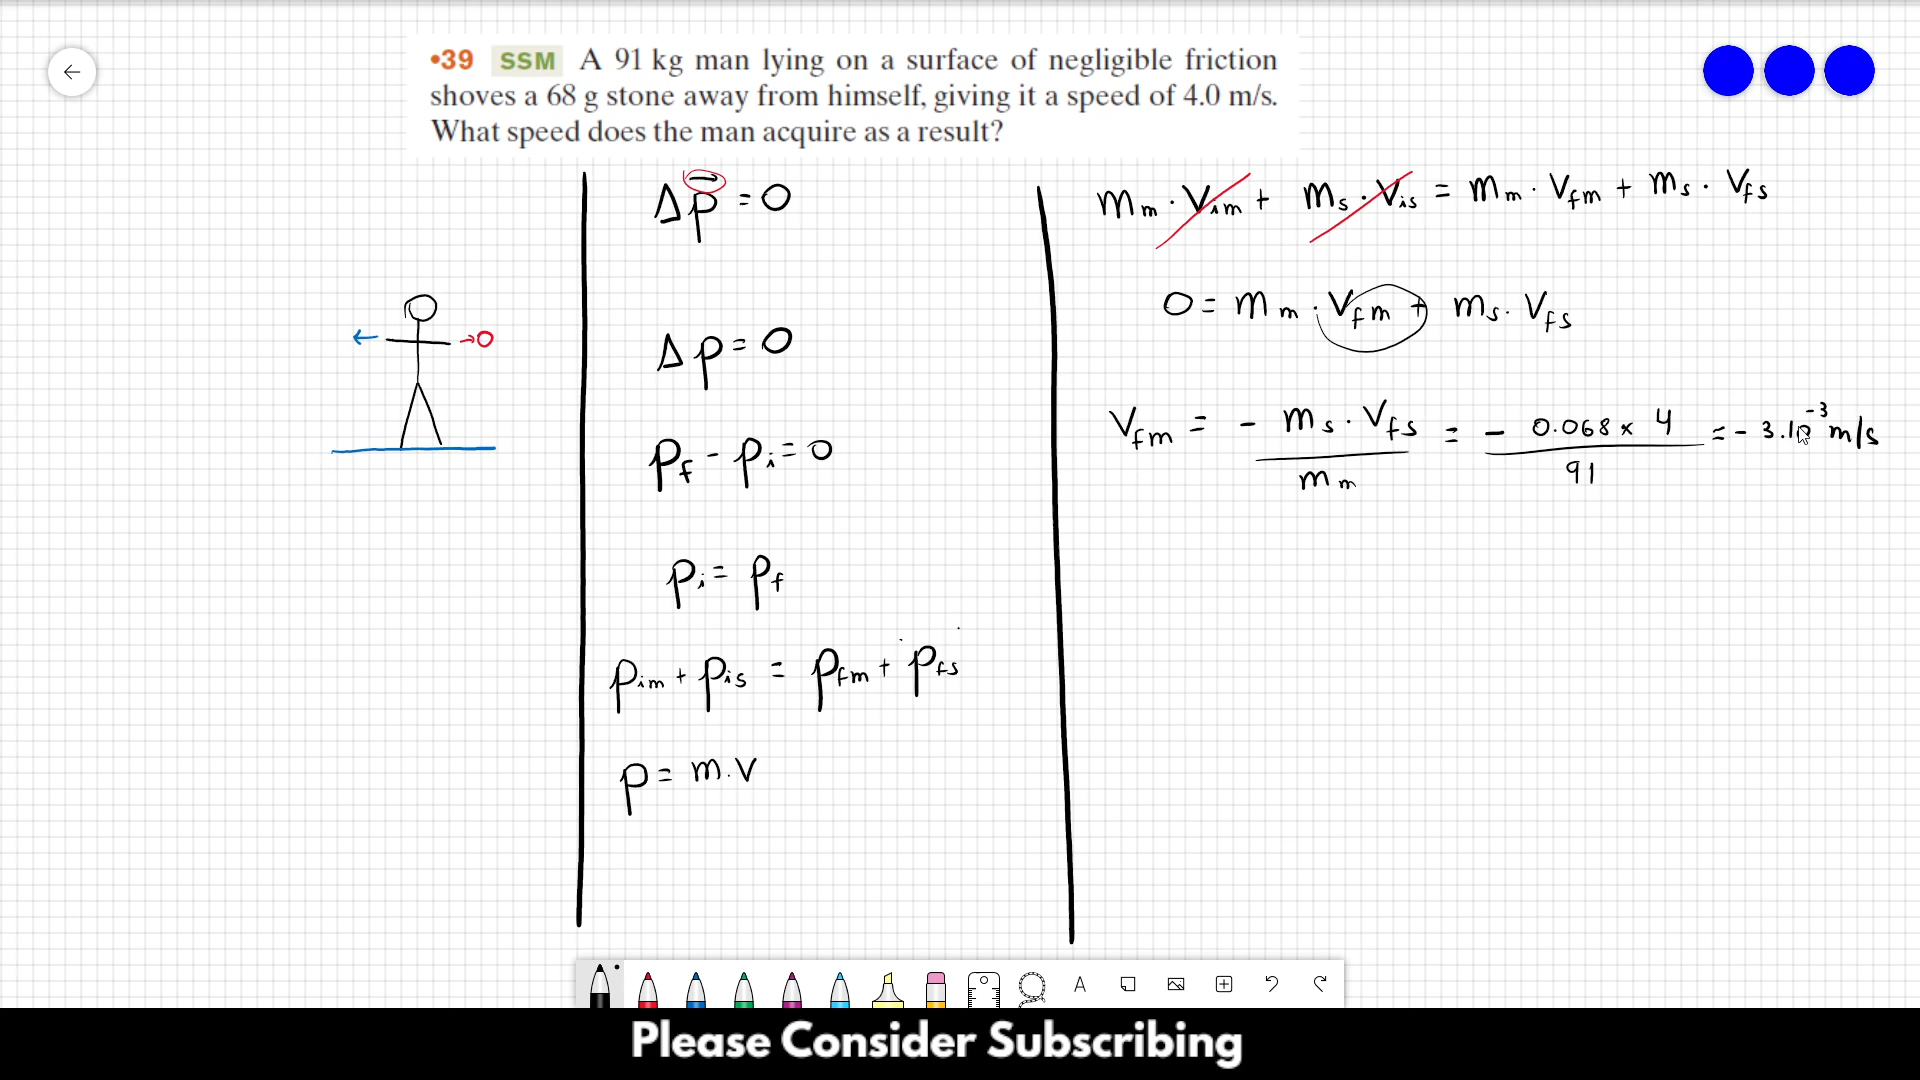 •39 SSM A 91 kg man lying on a surface of negligible friction
shoves a 68 g stone away from himself, giving it a speed of 4.0 m/s.
What speed does the man acquire as a result?
Δp⃗ = 0
Δp = 0
pf - pi = 0
pi = pf
pim + pis = pfm + pfs
p = m.v
mm · vim + ms · vis = mm · vfm + ms · vfs
0 = mm · vfm + ms · vfs
vfm = - ms · vfs / mm = - 0.068 x 4 / 91 = - 3.10⁻³ m/s
A
Please Consider Subscribing